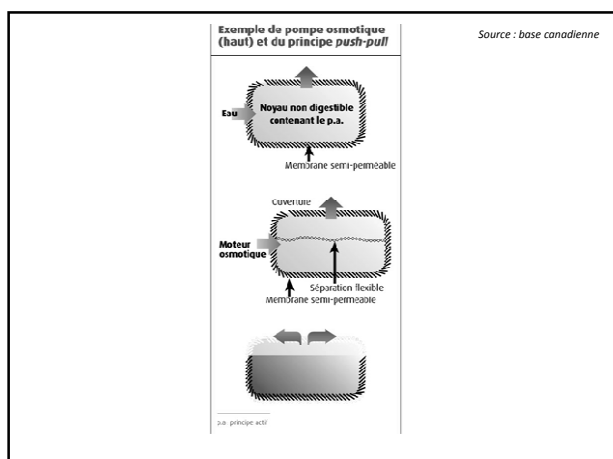 Exemple de pompe osmotique
(haut) et du principe push-pull
Source : base canadienne
Eau
Noyau non digestible
contenant le p.a.
Membrane semi-perméable
Ouverture
Moteur
osmotique
Séparation flexible
Membrane semi-perméable
p.a. principe actif